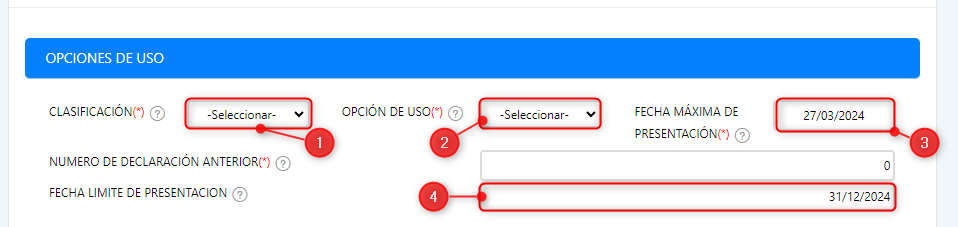 OPCIONES DE USO
CLASIFICACIÓN(*) ? -Seleccionar- OPCIÓN DE USO(*) ? -Seleccionar- FECHA MÁXIMA DE 27/03/2024
PRESENTACIÓN(*) ?
1 2 3
NUMERO DE DECLARACIÓN ANTERIOR(*) ? 0
FECHA LIMITE DE PRESENTACION ? 4 31/12/2024